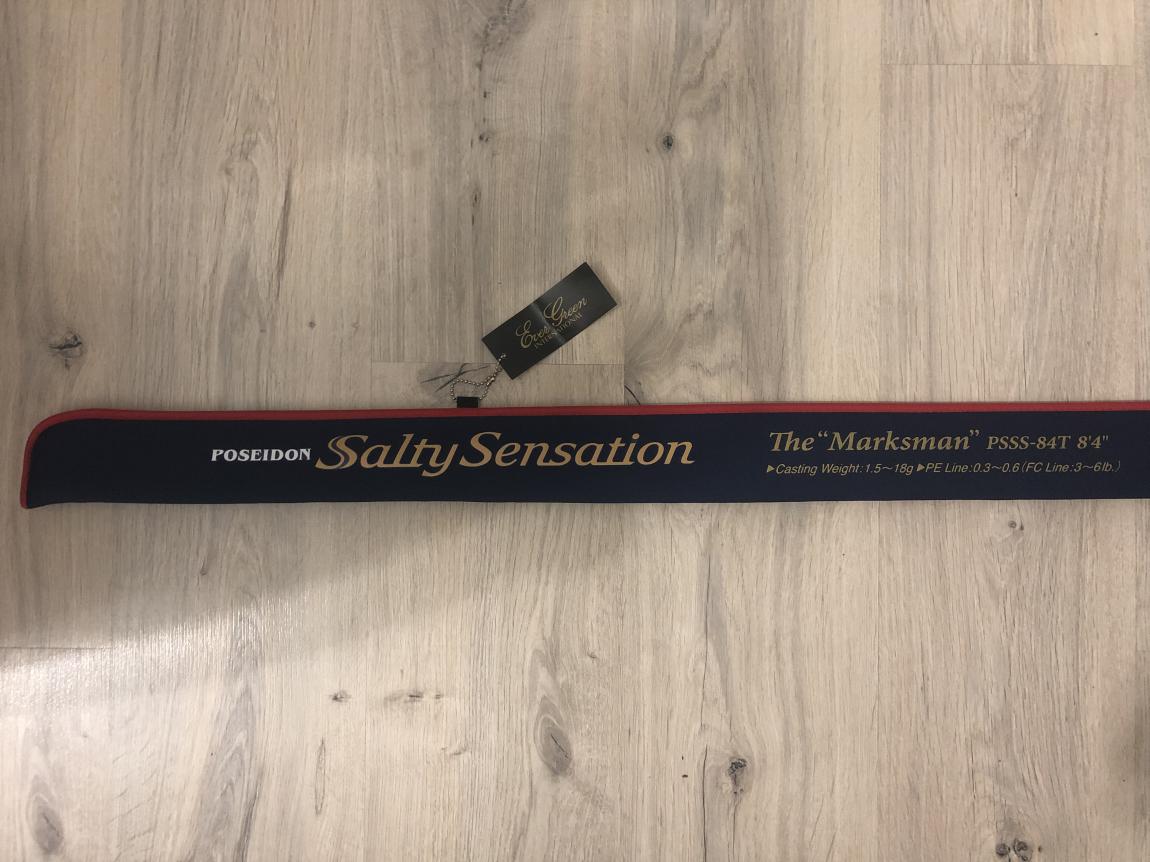 Ever Green
INTERNATIONAL
POSEIDON Salty Sensation
The “Marksman” PSSS-84T 8'4"
▶Casting Weight:1.5〜18g ▶PE Line:0.3〜0.6(FC Line:3〜6lb.)